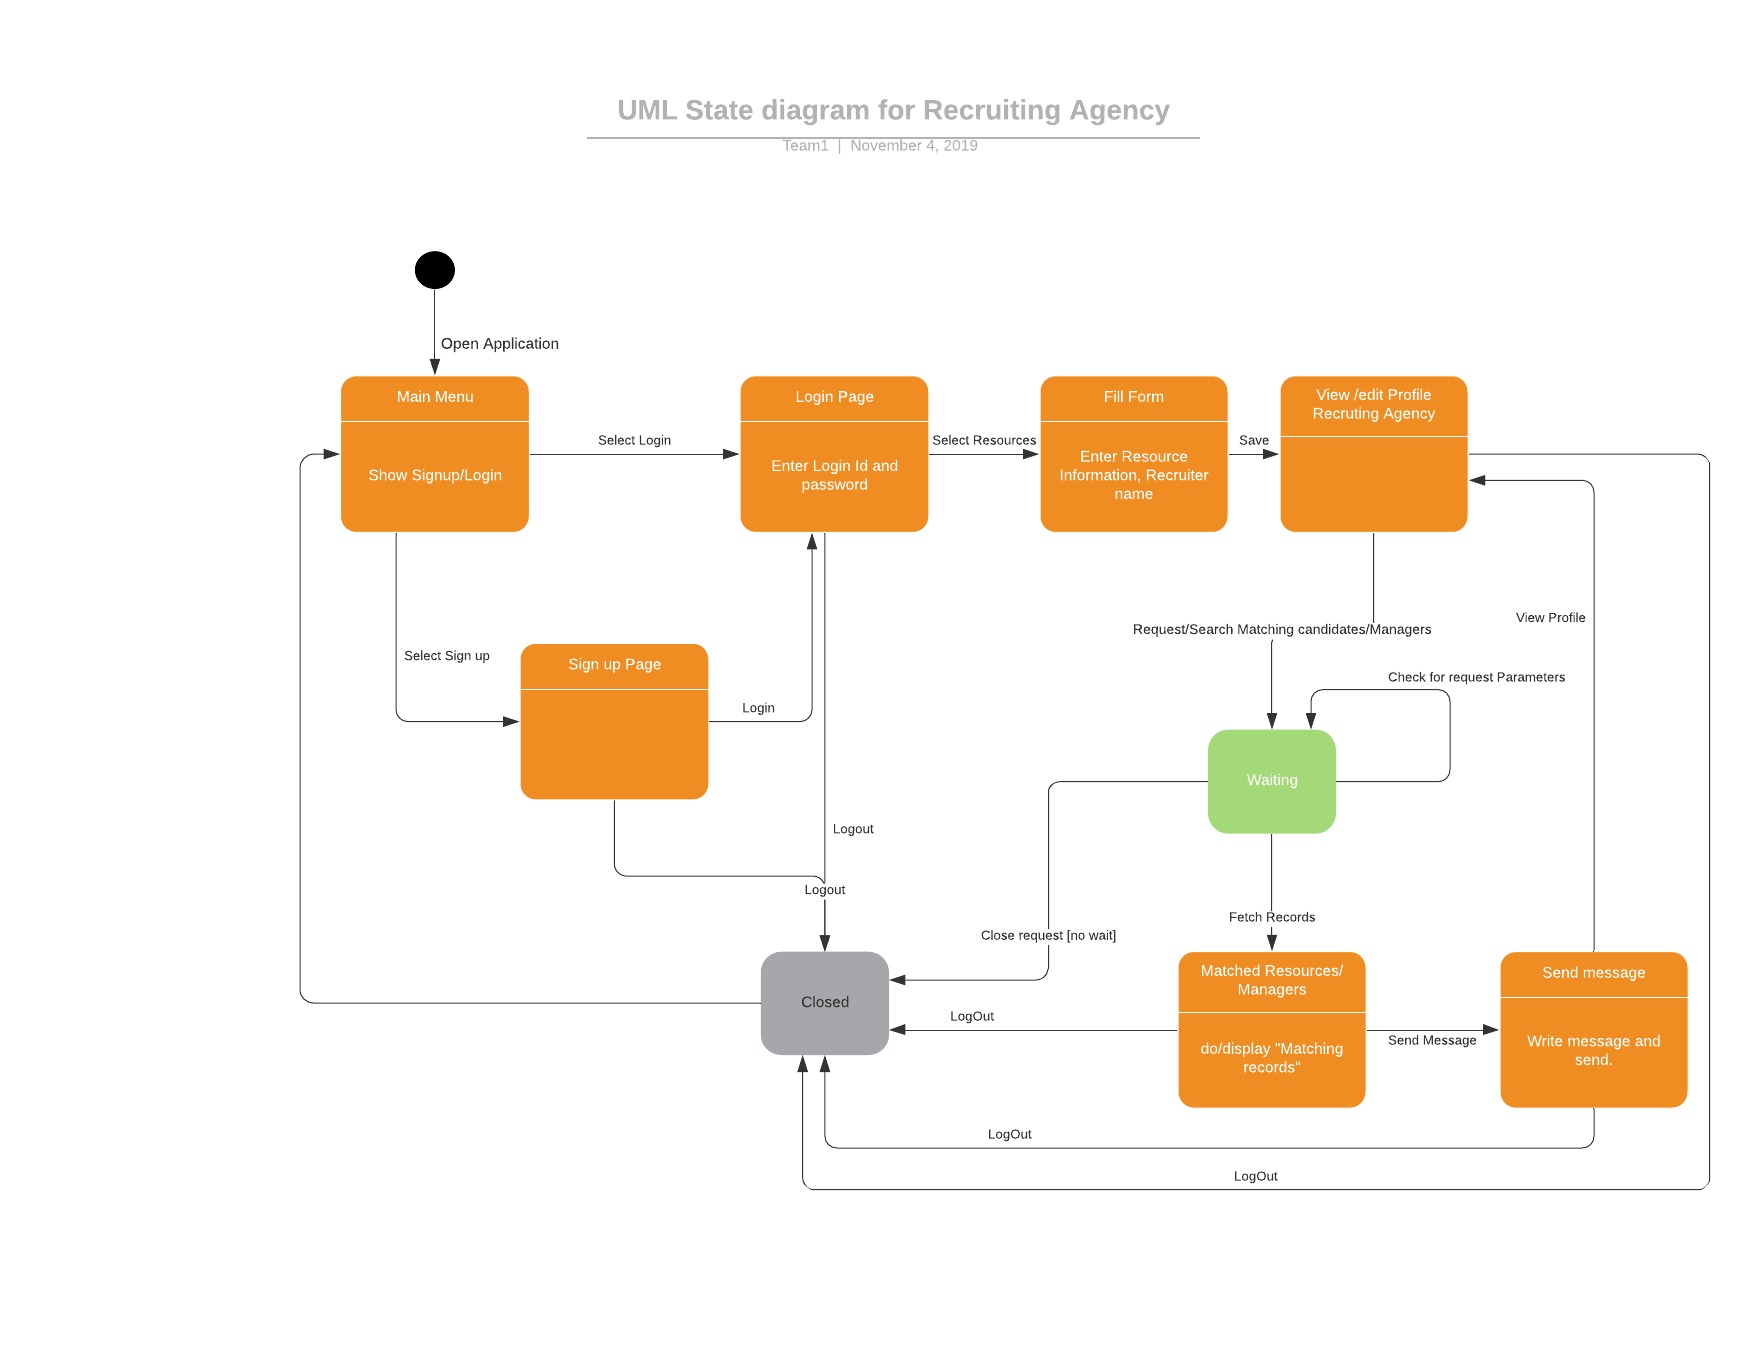 UML State diagram for Recruiting Agency
Team1 | November 4, 2019
Open Application
Main Menu
Show Signup/Login
Select Login
Login Page
Enter Login Id and
password
Select Resources
Fill Form
Enter Resource
Information, Recruiter
name
Save
View /edit Profile
Recruting Agency
Select Sign up
Sign up Page
Login
Request/Search Matching candidates/Managers
View Profile
Check for request Parameters
Waiting
Logout
Logout
Fetch Records
Close request [no wait]
Closed
LogOut
Matched Resources/
Managers
do/display "Matching
records"
Send Message
Send message
Write message and
send.
LogOut
LogOut